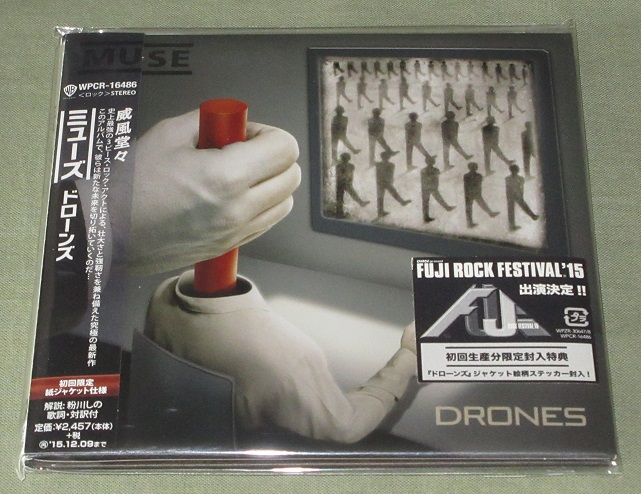 MUSE
WPCR-16486
<ロック>STEREO
威風堂々
史上最強の3ピース・ロック・アクトによる、壮大さと強靭さを兼ね備えた究極の最新作
このアルバムで、彼らは新たな未来を切り拓いていくのだ…
ミューズ ドローンズ
初回限定
紙ジャケット仕様
解説:粉川しの
歌詞・対訳付
定価:¥2,457(本体)
+税
'15.12.09まで
FUJI ROCK FESTIVAL'15
出演決定!!
FUJI
ROCK FESTIVAL'15
WPCR-16486
初回生産分限定封入特典
『ドローンズ』ジャケット絵柄ステッカー封入!
DRONES